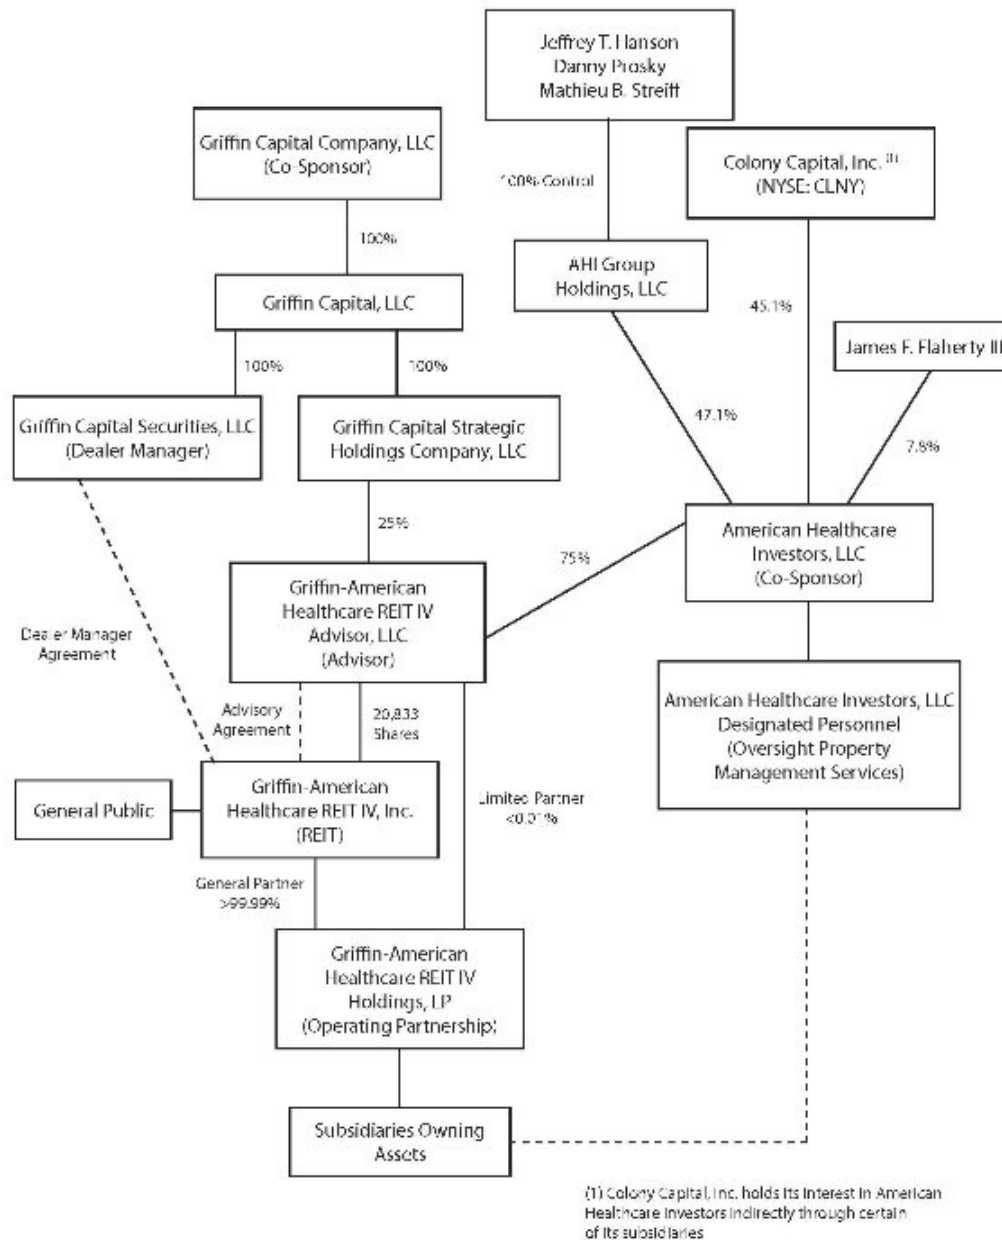 Jeffrey T. Hanson
Danny Prosky
Mathieu B. Streiff
Griffin Capital Company, LLC
(Co-Sponsor)
Colony Capital, Inc. (1)
(NYSE: CLNY)
100% Control
100%
AHI Group
Holdings, LLC
Griffin Capital, LLC
45.1%
James F. Flaherty III
100%
100%
Griffin Capital Securities, LLC
(Dealer Manager)
Griffin Capital Strategic
Holdings Company, LLC
47.1%
7.8%
25%
American Healthcare
Investors, LLC
(Co-Sponsor)
75%
Griffin-American
Healthcare REIT IV
Advisor, LLC
(Advisor)
Dealer Manager
Agreement
Advisory
Agreement
20,833
Shares
American Healthcare Investors, LLC
Designated Personnel
(Oversight Property
Management Services)
General Public
Griffin-American
Healthcare REIT IV, Inc.
(REIT)
Limited Partner
<0.01%
General Partner
>99.99%
Griffin-American
Healthcare REIT IV
Holdings, LP
(Operating Partnership)
Subsidiaries Owning
Assets
(1) Colony Capital, Inc. holds its interest in American
Healthcare Investors indirectly through certain
of its subsidiaries